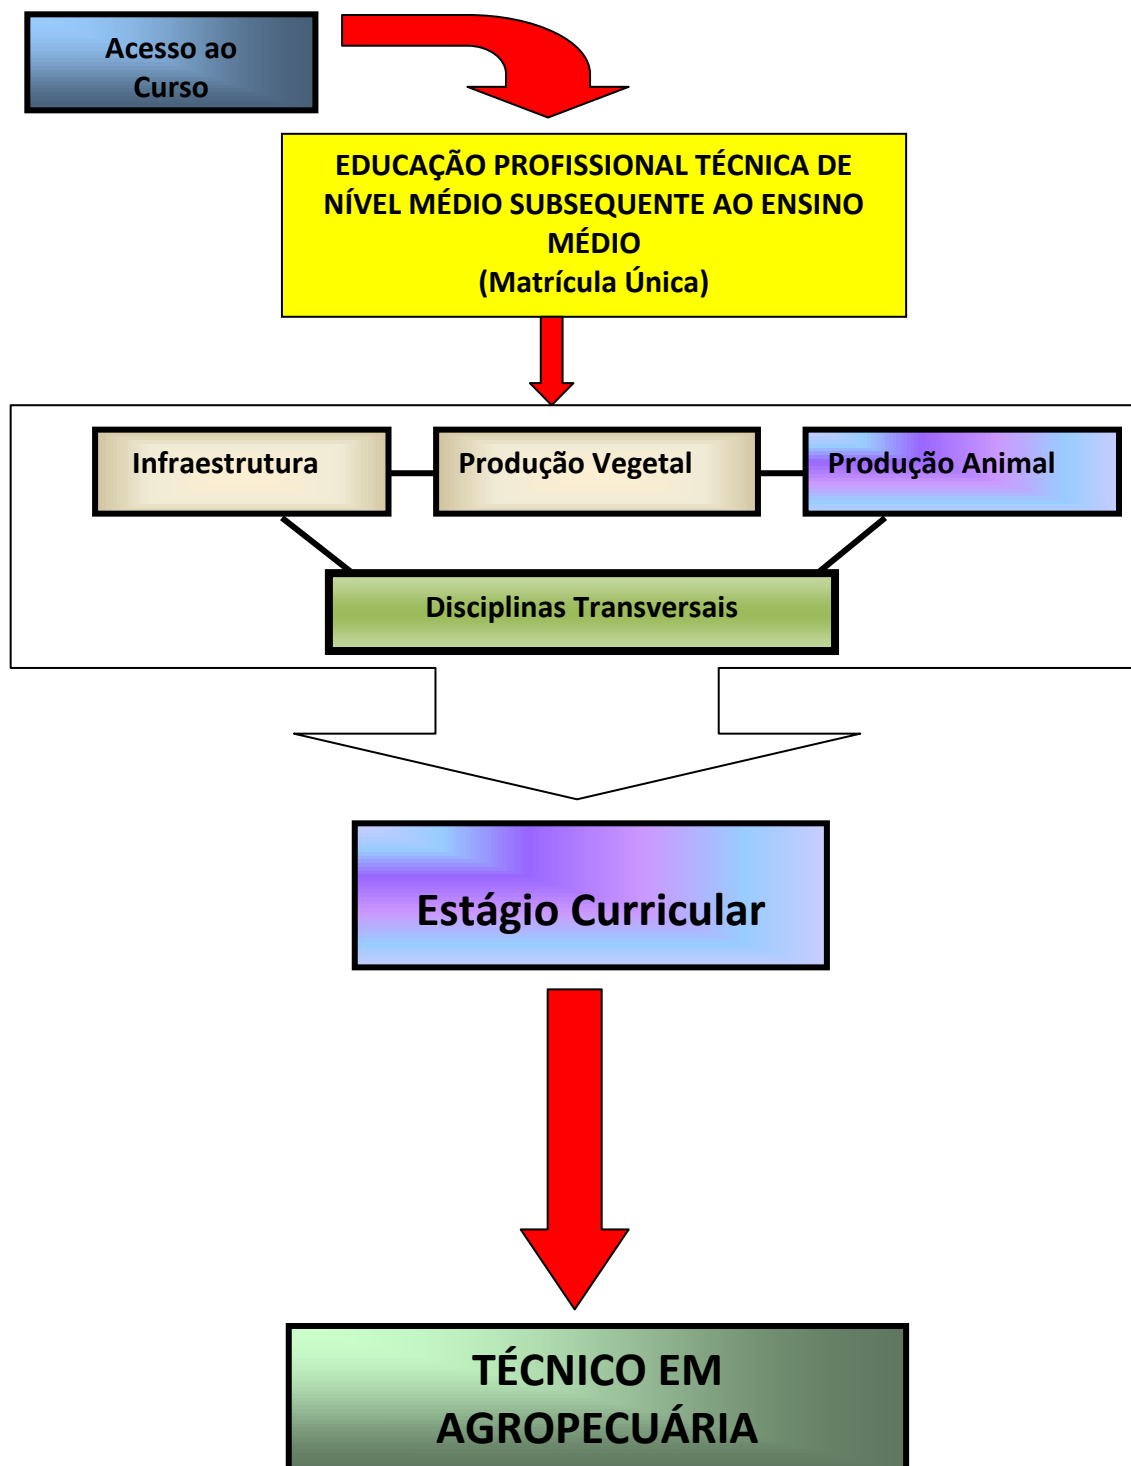 Acesso ao
Curso
EDUCAÇÃO PROFISSIONAL TÉCNICA DE
NÍVEL MÉDIO SUBSEQUENTE AO ENSINO
MÉDIO
(Matrícula Única)
Infraestrutura
Produção Vegetal
Produção Animal
Disciplinas Transversais
Estágio Curricular
TÉCNICO EM
AGROPECUÁRIA